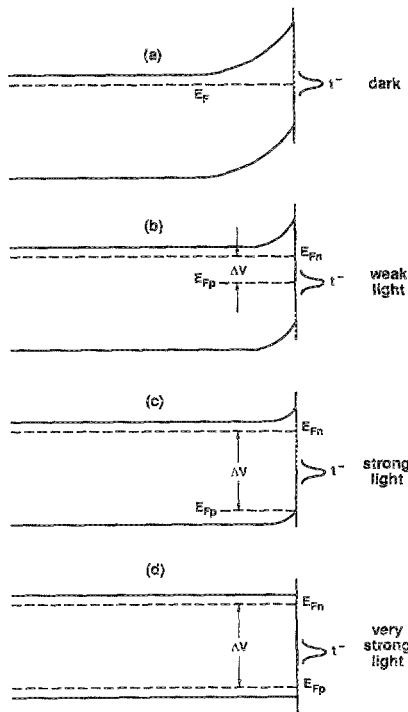 (a)
E_F
t⁻ dark
(b)
E_Fn
ΔV
E_Fp
t⁻ weak
light
(c)
E_Fn
ΔV
E_Fp
t⁻ strong
light
(d)
E_Fn
ΔV
t⁻ very
strong
light
E_Fp